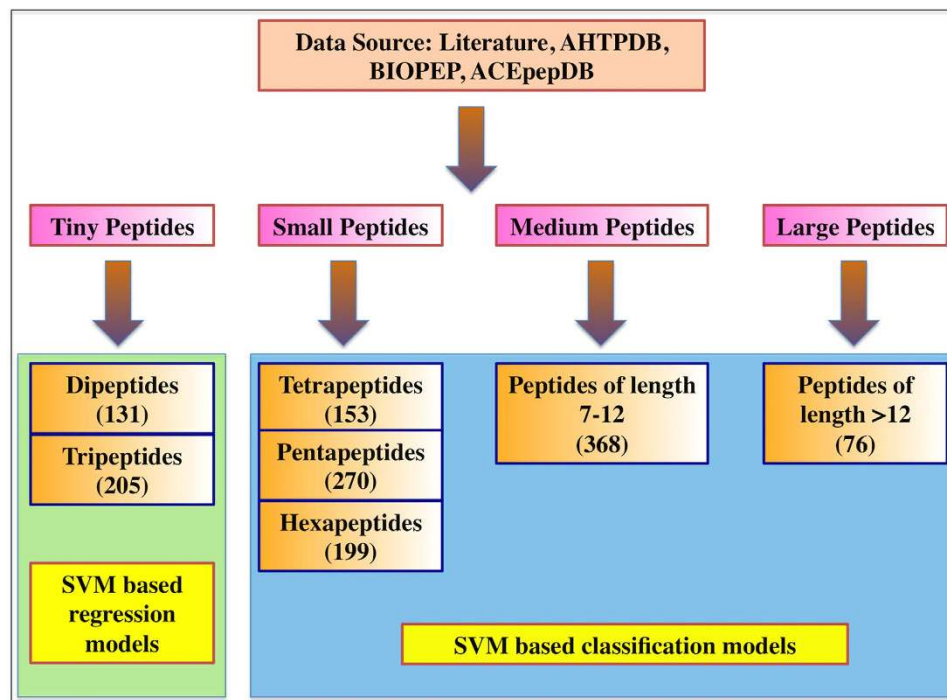 Data Source: Literature, AHTPDB,
BIOPEP, ACEpepDB
Tiny Peptides
Small Peptides
Medium Peptides
Large Peptides
Dipeptides
(131)
Tripeptides
(205)
SVM based
regression
models
Tetrapeptides
(153)
Pentapeptides
(270)
Hexapeptides
(199)
Peptides of length
7-12
(368)
Peptides of
length >12
(76)
SVM based classification models